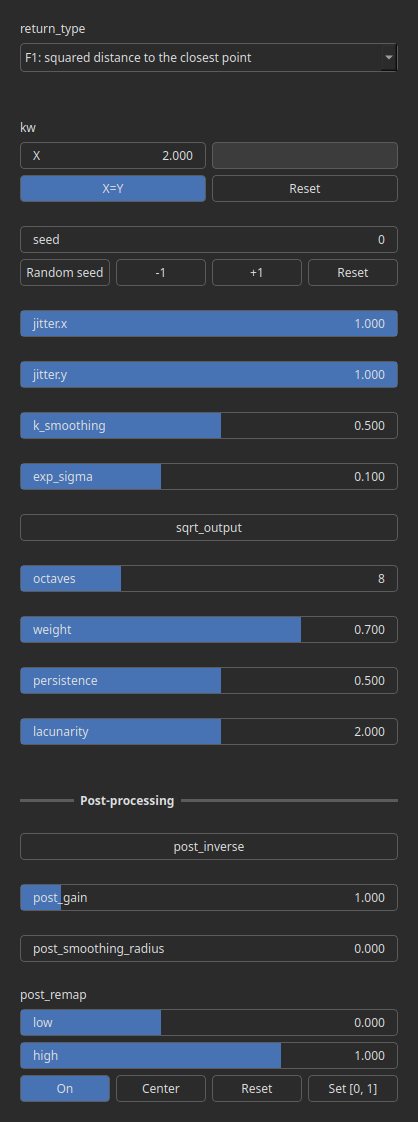 return_type
F1: squared distance to the closest point
kw
X 2.000
X=Y Reset
seed 0
Random seed -1 +1 Reset
jitter.x 1.000
jitter.y 1.000
k_smoothing 0.500
exp_sigma 0.100
sqrt_output
octaves 8
weight 0.700
persistence 0.500
lacunarity 2.000
Post-processing
post_inverse
post_gain 1.000
post_smoothing_radius 0.000
post_remap
low 0.000
high 1.000
On Center Reset Set [0, 1]